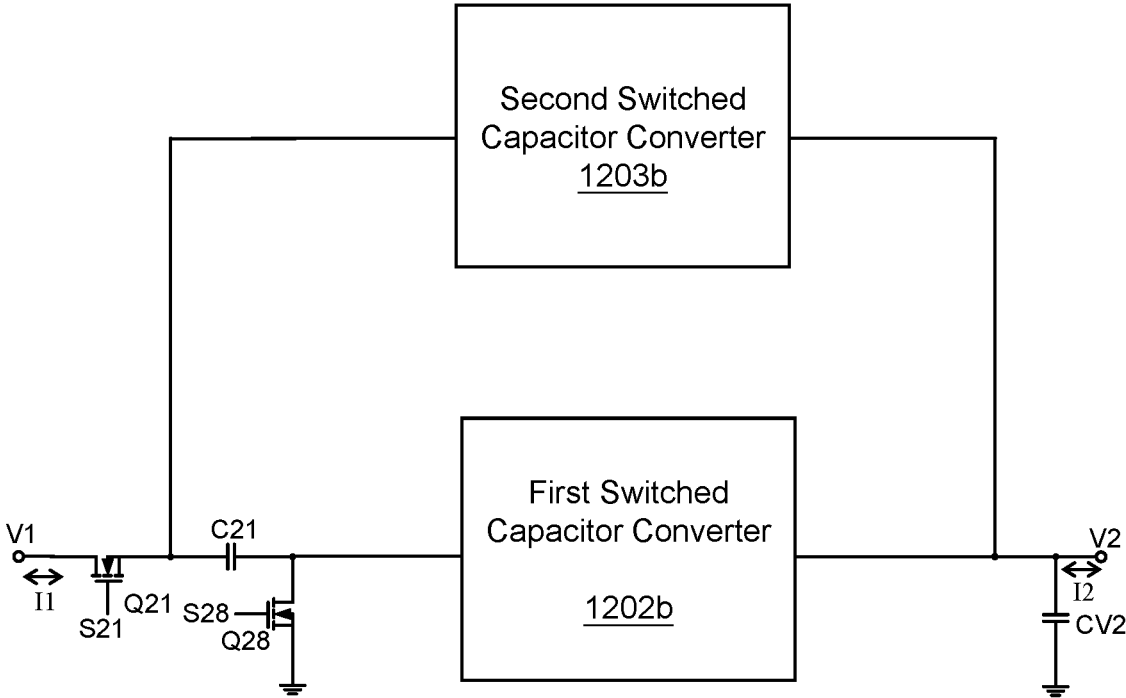 Second Switched
Capacitor Converter
1203b
First Switched
Capacitor Converter
1202b
V1
I1
S21
Q21
C21
S28
Q28
V2
I2
CV2